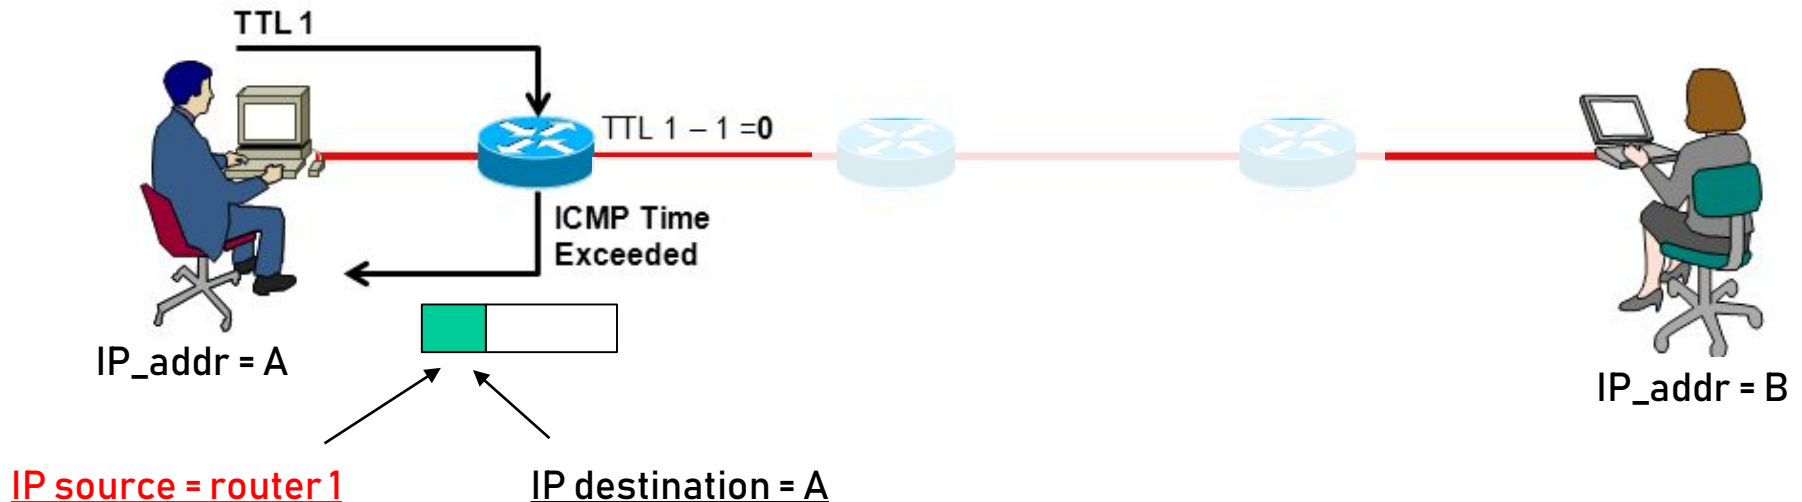 TTL 1
TTL 1 – 1 =0
ICMP Time
Exceeded
IP_addr = A
IP_addr = B
IP source = router 1
IP destination = A